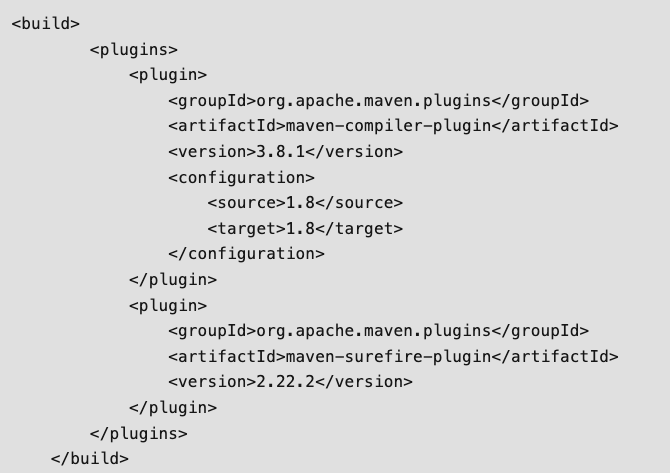 <build>
        <plugins>
            <plugin>
                <groupId>org.apache.maven.plugins</groupId>
                <artifactId>maven-compiler-plugin</artifactId>
                <version>3.8.1</version>
                <configuration>
                    <source>1.8</source>
                    <target>1.8</target>
                </configuration>
            </plugin>
            <plugin>
                <groupId>org.apache.maven.plugins</groupId>
                <artifactId>maven-surefire-plugin</artifactId>
                <version>2.22.2</version>
            </plugin>
        </plugins>
    </build>